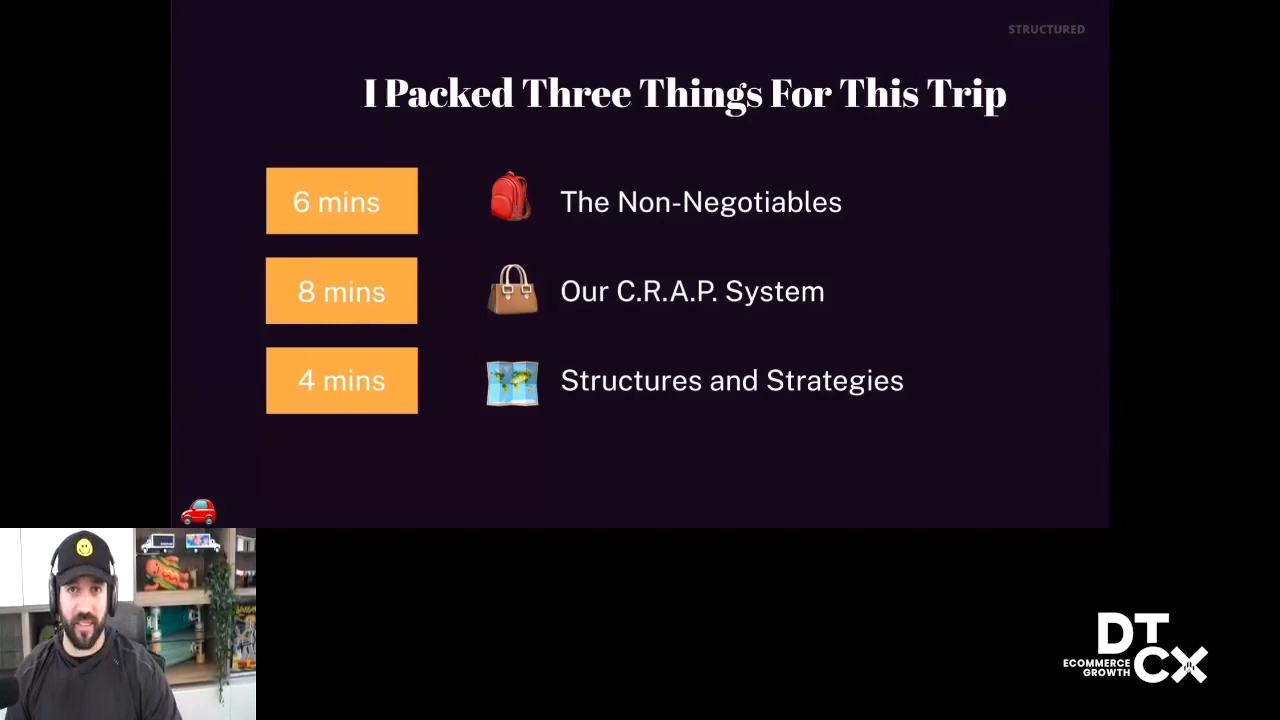 STRUCTURED
I Packed Three Things For This Trip
6 mins
The Non-Negotiables
8 mins
Our C.R.A.P. System
4 mins
Structures and Strategies
DT
ECOMMERCE
GROWTH
CX